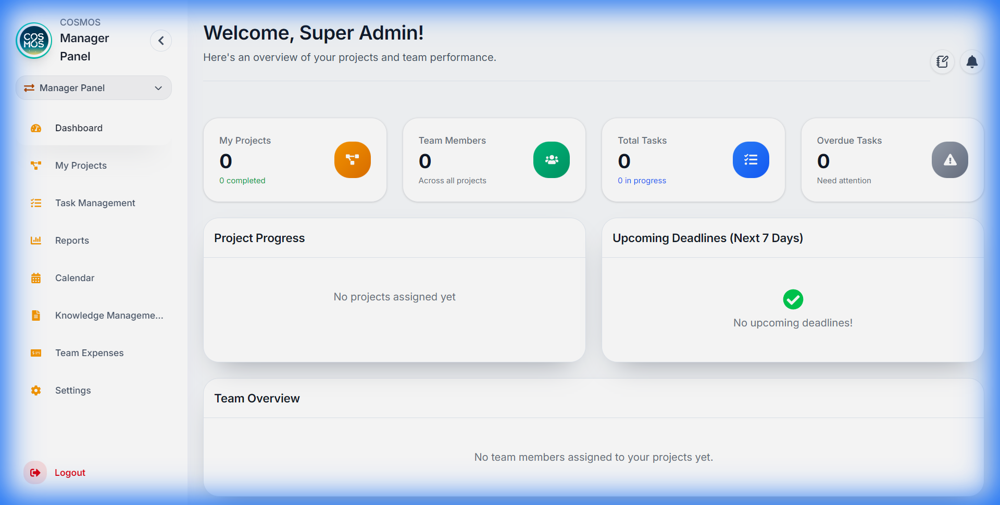 COS
MOS
COSMOS
Manager
Panel
Manager Panel
Dashboard
My Projects
Task Management
Reports
Calendar
Knowledge Manageme...
Team Expenses
Settings
Logout
Welcome, Super Admin!
Here's an overview of your projects and team performance.
My Projects
0
0 completed
Team Members
0
Across all projects
Total Tasks
0
0 in progress
Overdue Tasks
0
Need attention
Project Progress
No projects assigned yet
Upcoming Deadlines (Next 7 Days)
No upcoming deadlines!
Team Overview
No team members assigned to your projects yet.